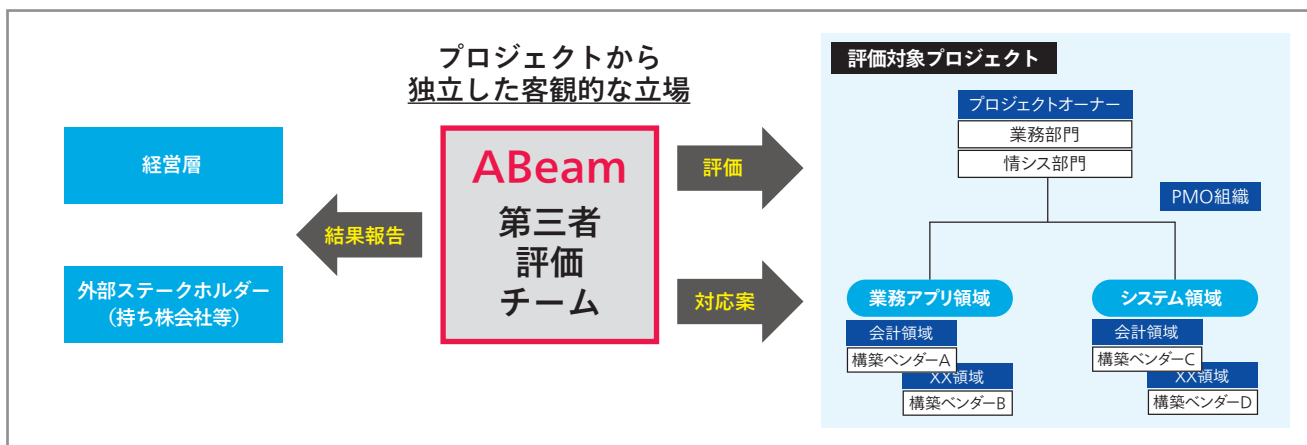 プロジェクトから
独立した客観的な立場
経営層
外部ステークホルダー
（持ち株会社等）
結果報告
ABeam
第三者
評価
チーム
評価
対応案
評価対象プロジェクト
プロジェクトオーナー
業務部門
情シス部門
PMO組織
業務アプリ領域
会計領域
構築ベンダーA
XX領域
構築ベンダーB
システム領域
会計領域
構築ベンダーC
XX領域
構築ベンダーD